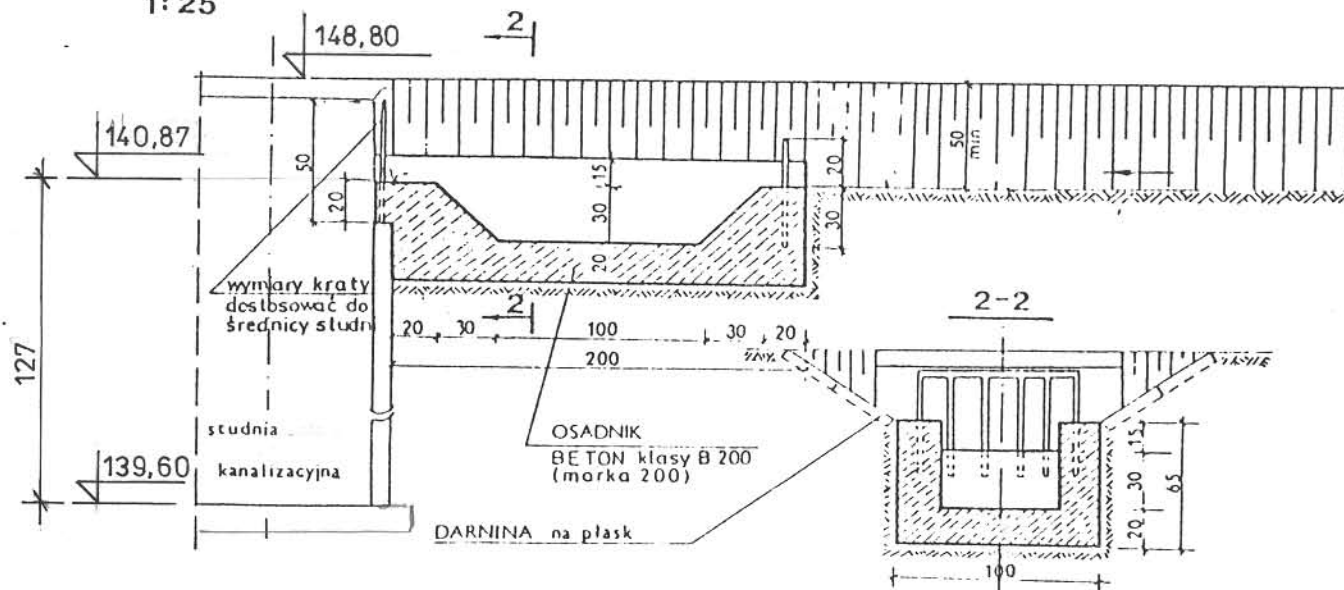 1:25
148,80
2
140,87
50
20
15
30
20
20
30
50 min
wymiary kraty
dostosować do
średnicy studn
2
20 30 100 30 20
200
2-2
127
studnia
kanalizacyjna
139,60
OSADNIK
BETON klasy B 200
(marka 200)
DARNINA na płask
15
30
20
65
100